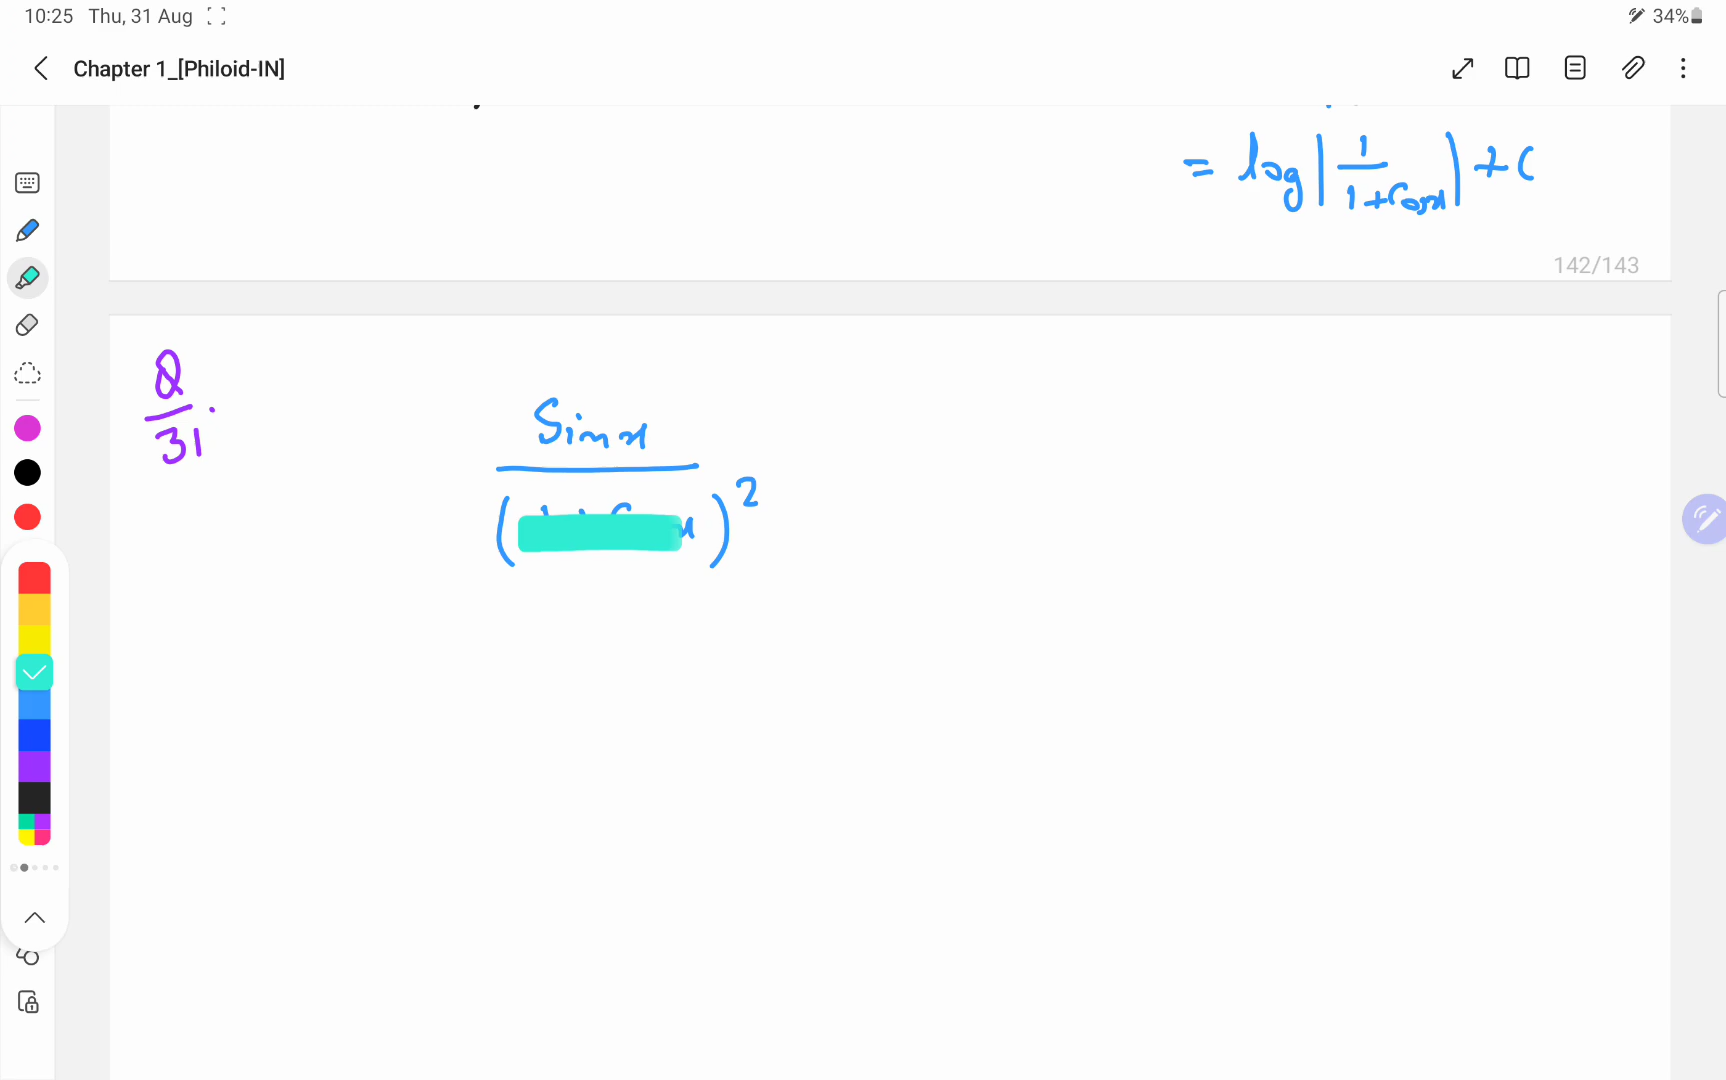 10:25 Thu, 31 Aug 34%
Chapter 1_[Philoid-IN]
= log|1/(1+Cosx)| + C
142/143
Q/31.
Sinx
( x)²